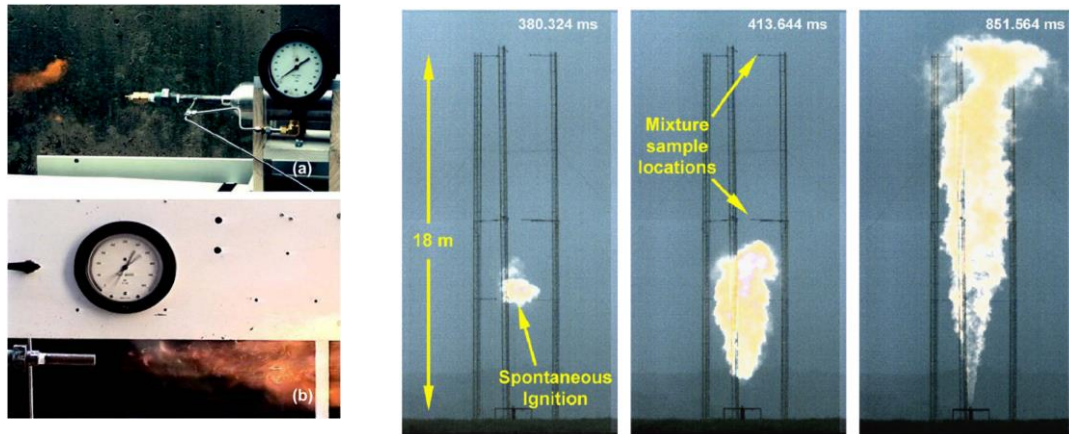 (a)
(b)
380.324 ms
18 m
Spontaneous
Ignition
413.644 ms
Mixture
sample
locations
851.564 ms